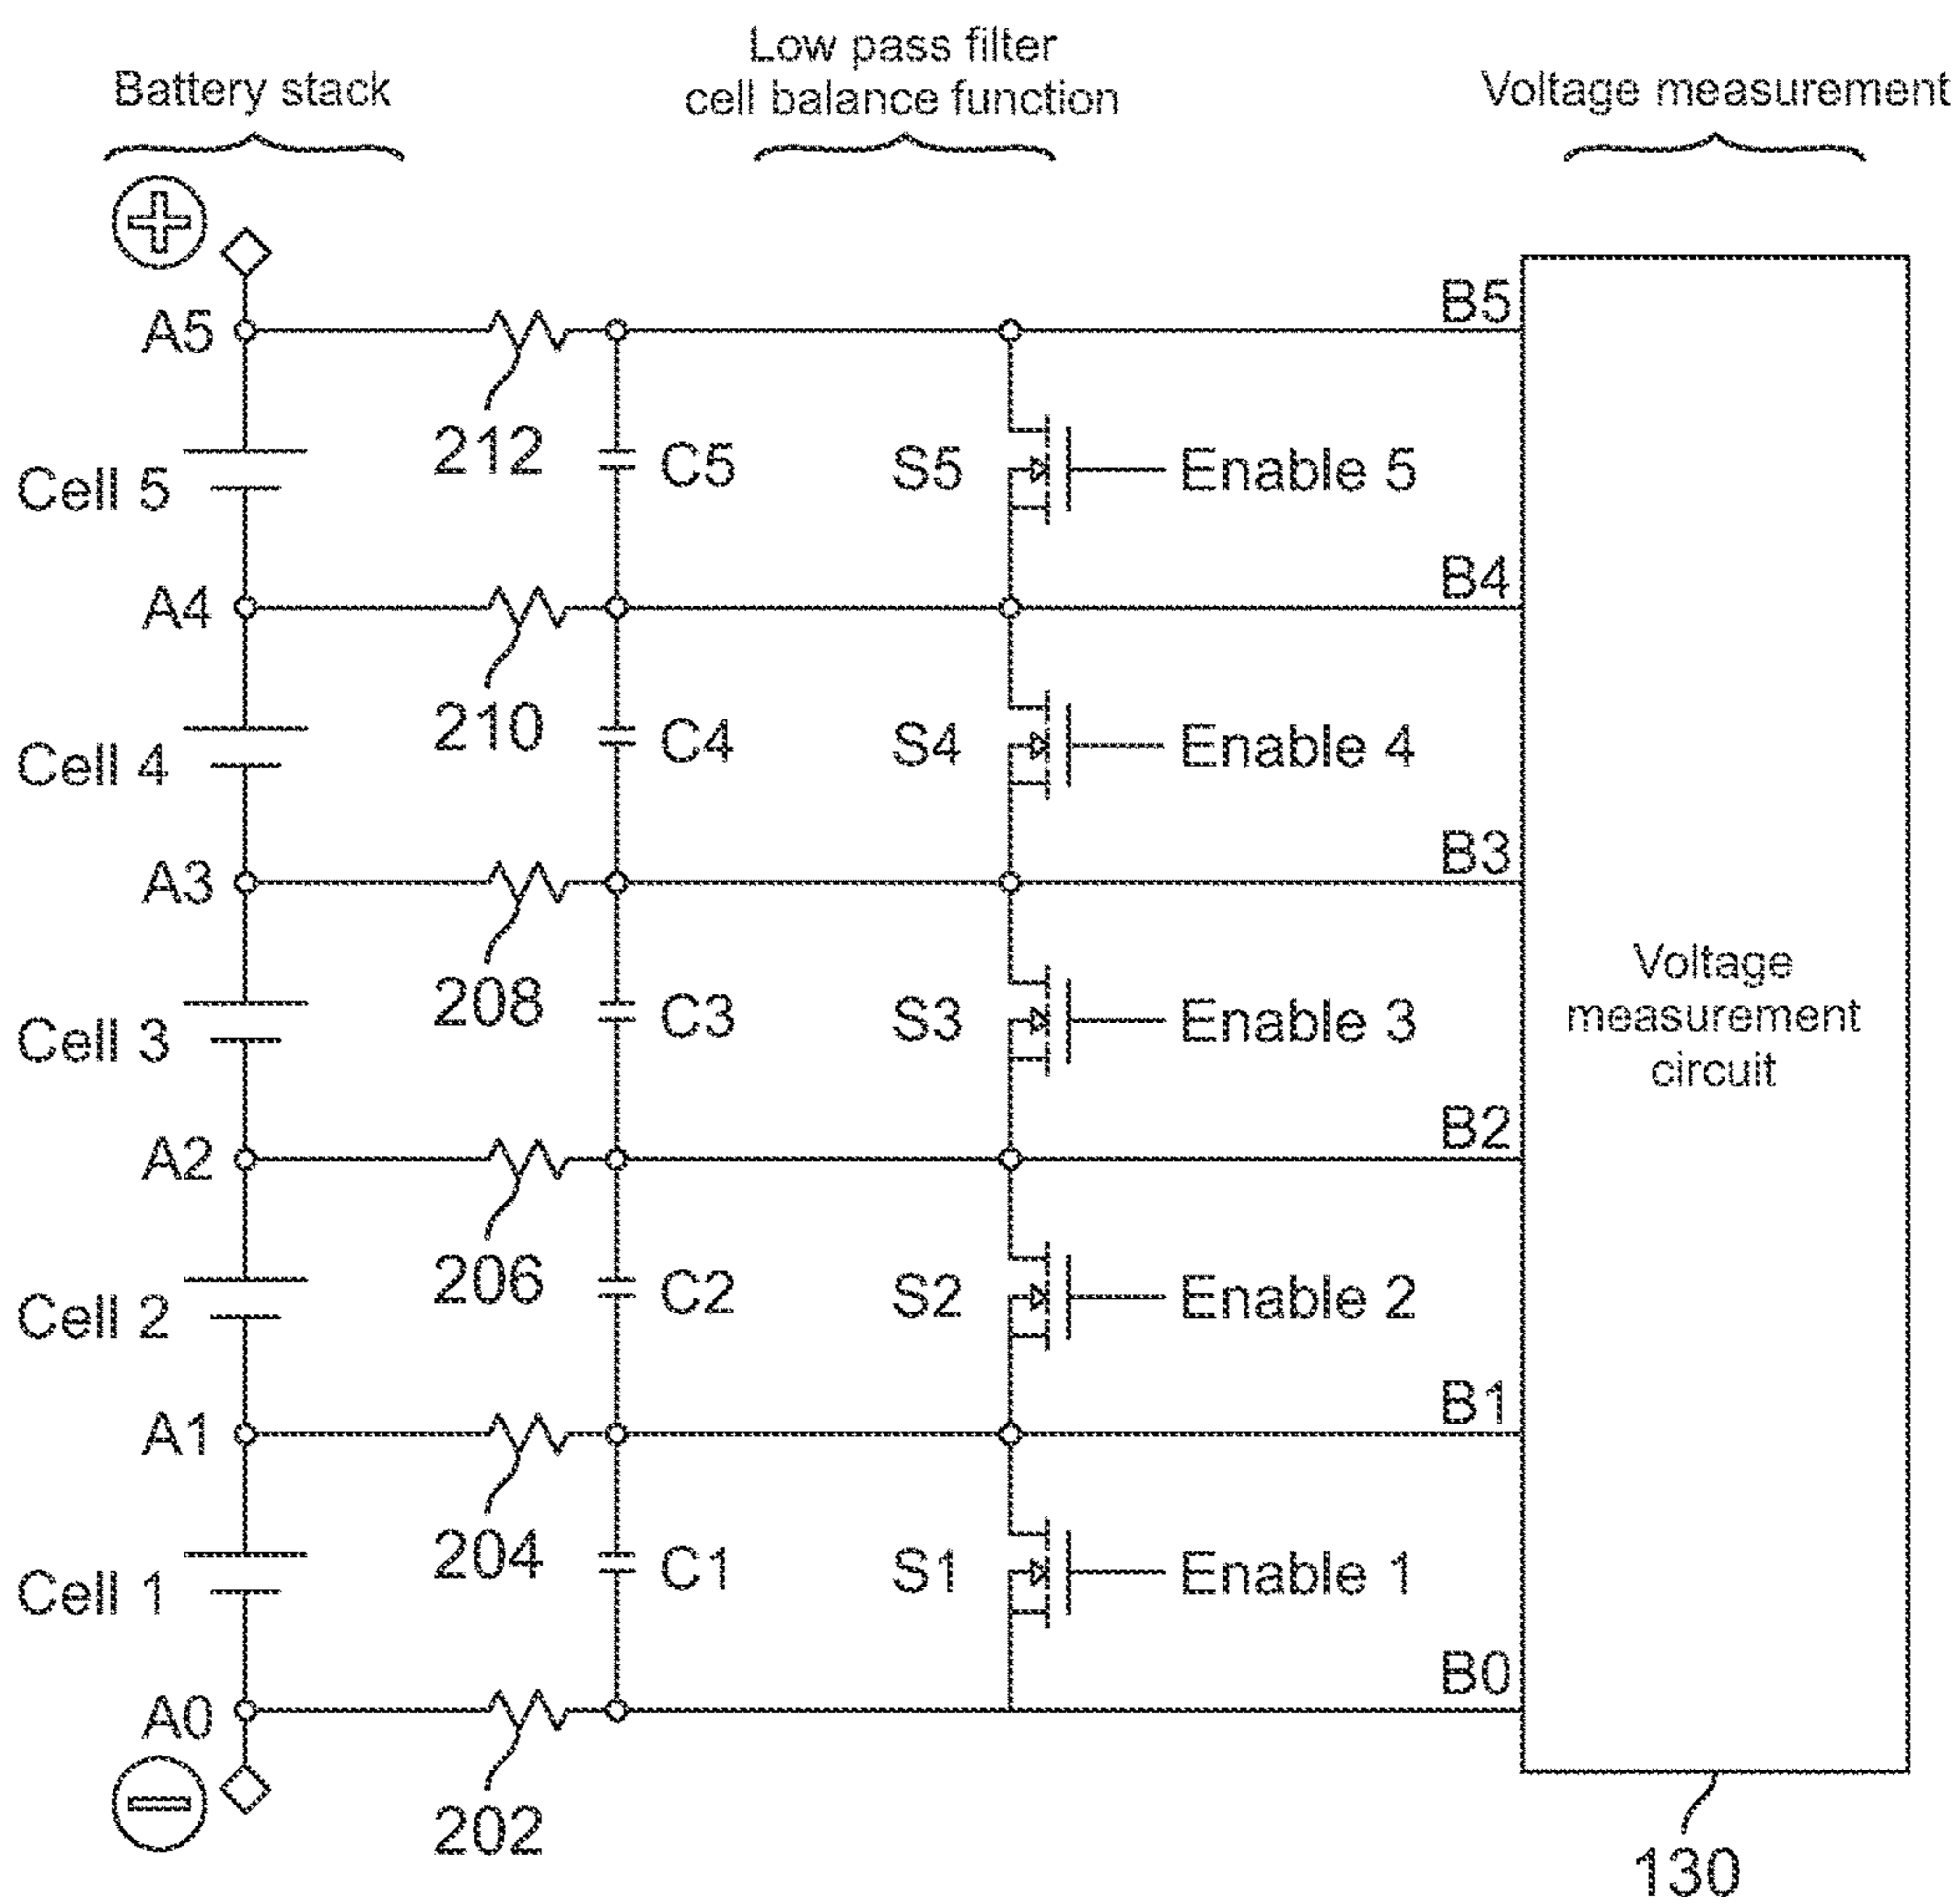 Battery stack
Low pass filter
cell balance function
Voltage measurement
A5
B5
212
C5
S5
Enable 5
Cell 5
A4
B4
210
C4
S4
Enable 4
Cell 4
A3
B3
208
C3
S3
Enable 3
Cell 3
Voltage
measurement
circuit
A2
B2
206
C2
S2
Enable 2
Cell 2
A1
B1
204
C1
S1
Enable 1
Cell 1
A0
B0
202
130